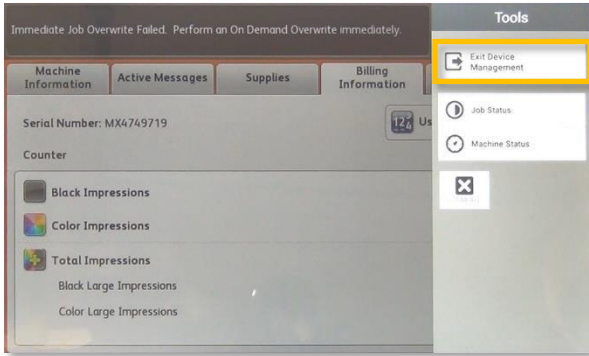 Immediate Job Overwrite Failed. Perform an On Demand Overwrite immediately.
Tools
Exit Device
Management
Machine
Information
Active Messages
Supplies
Billing
Information
Job Status
Serial Number: MX4749719
Us
Machine Status
Counter
Black Impressions
Color Impressions
Total Impressions
Black Large Impressions
Color Large Impressions